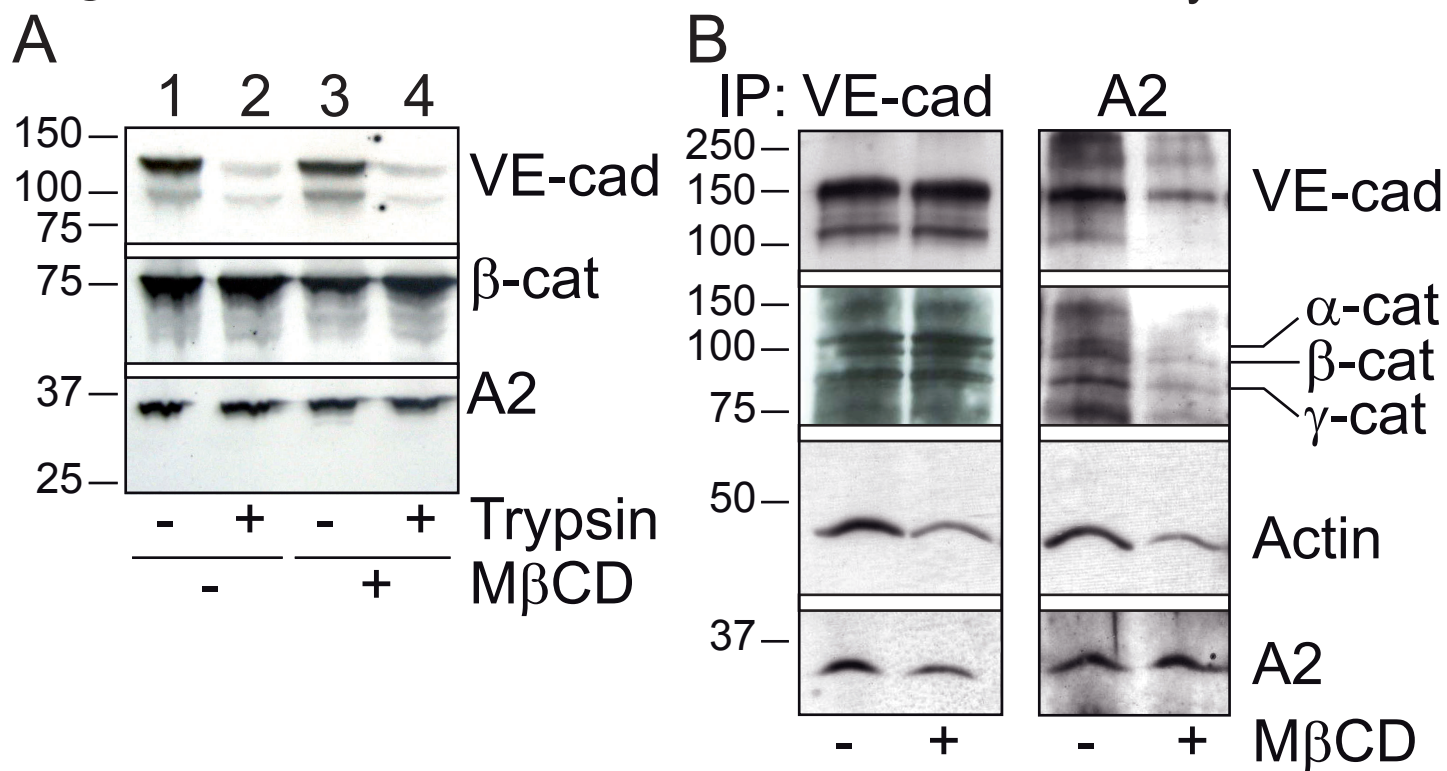 A
1 2 3 4
150
100
75
VE-cad
75
β-cat
37
25
A2
- + - + Trypsin
- + MβCD
B
IP: VE-cad A2
250
150
100
VE-cad
150
100
75
α-cat
β-cat
γ-cat
50
Actin
37
A2
- + - + MβCD